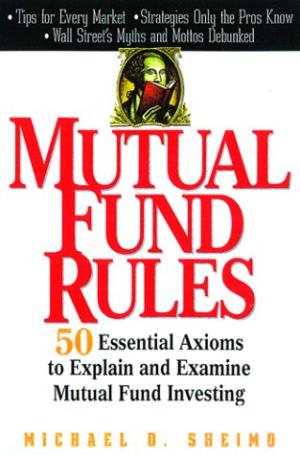 • Tips for Every Market • Strategies Only the Pros Know
• Wall Street's Myths and Mottos Debunked
MUTUAL
FUND
RULES
50 Essential Axioms
to Explain and Examine
Mutual Fund Investing
MICHAEL D. SHEIMO